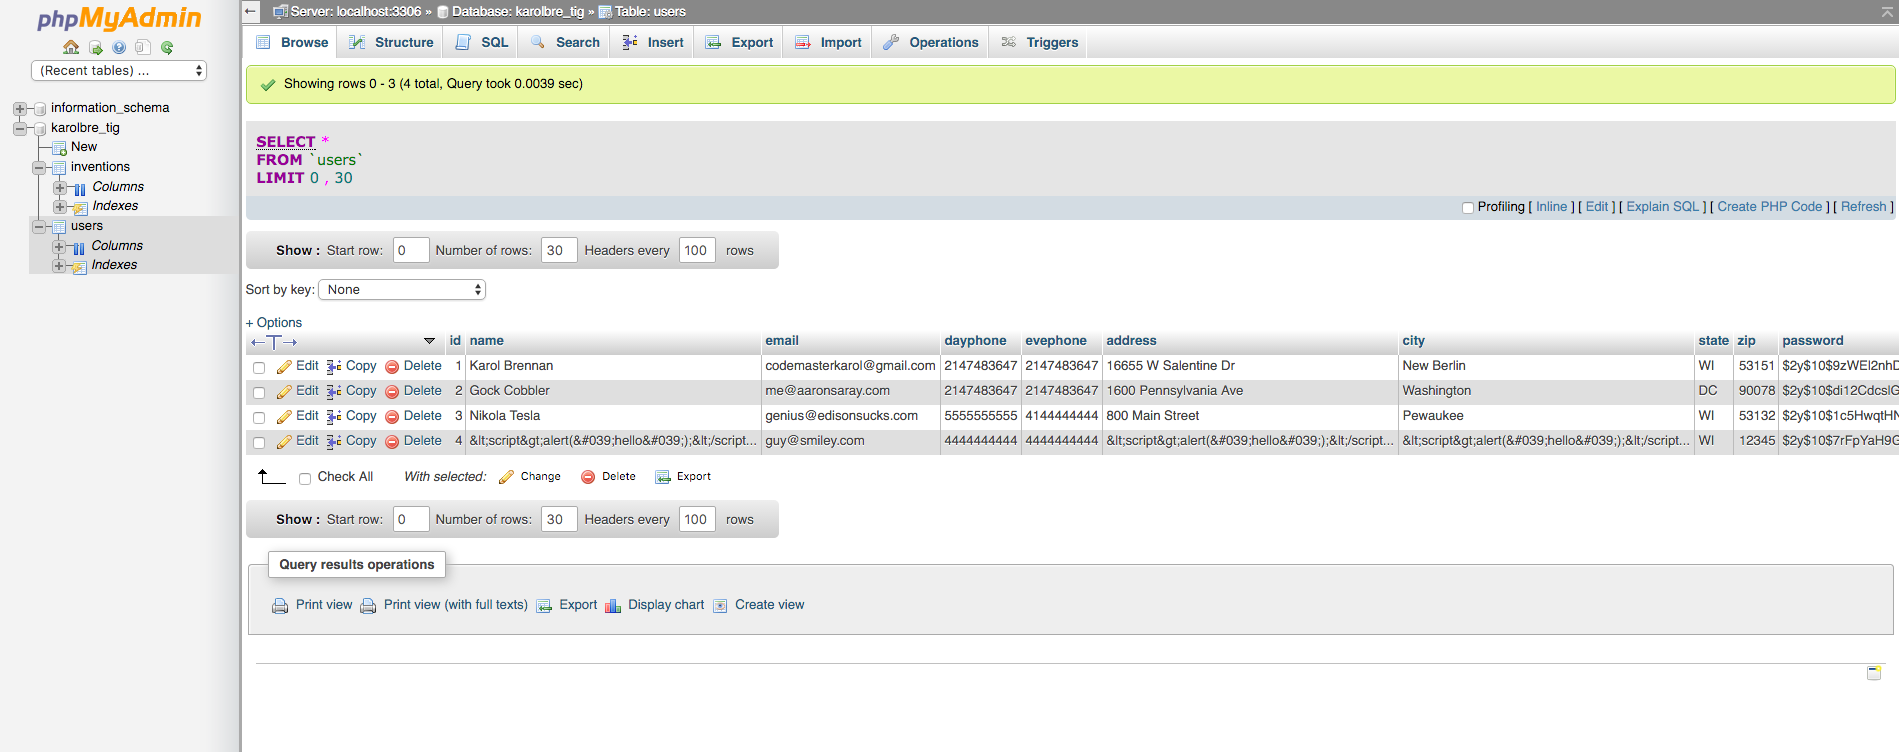 phpMyAdmin
(Recent tables) ...
information_schema
karolbre_tig
New
inventions
Columns
Indexes
users
Columns
Indexes
Server: localhost:3306 » Database: karolbre_tig » Table: users
Browse Structure SQL Search Insert Export Import Operations Triggers
Showing rows 0 - 3 (4 total, Query took 0.0039 sec)
SELECT *
FROM `users`
LIMIT 0 , 30
Profiling [ Inline ] [ Edit ] [ Explain SQL ] [ Create PHP Code ] [ Refresh ]
Show : Start row: 0 Number of rows: 30 Headers every 100 rows
Sort by key: None
+ Options
←T→ id name email dayphone evephone address city state zip password
Edit Copy Delete 1 Karol Brennan codemasterkarol@gmail.com 2147483647 2147483647 16655 W Salentine Dr New Berlin WI 53151 $2y$10$9zWEl2nhD
Edit Copy Delete 2 Gock Cobbler me@aaronsaray.com 2147483647 2147483647 1600 Pennsylvania Ave Washington DC 90078 $2y$10$di12CdcslG
Edit Copy Delete 3 Nikola Tesla genius@edisonsucks.com 5555555555 4144444444 800 Main Street Pewaukee WI 53132 $2y$10$1c5HwqtHN
Edit Copy Delete 4 &lt;script&gt;alert(&#039;hello&#039;);&lt;/script... guy@smiley.com 4444444444 4444444444 &lt;script&gt;alert(&#039;hello&#039;);&lt;/script... &lt;script&gt;alert(&#039;hello&#039;);&lt;/script... WI 12345 $2y$10$7rFpYaH9G
Check All With selected: Change Delete Export
Show : Start row: 0 Number of rows: 30 Headers every 100 rows
Query results operations
Print view Print view (with full texts) Export Display chart Create view